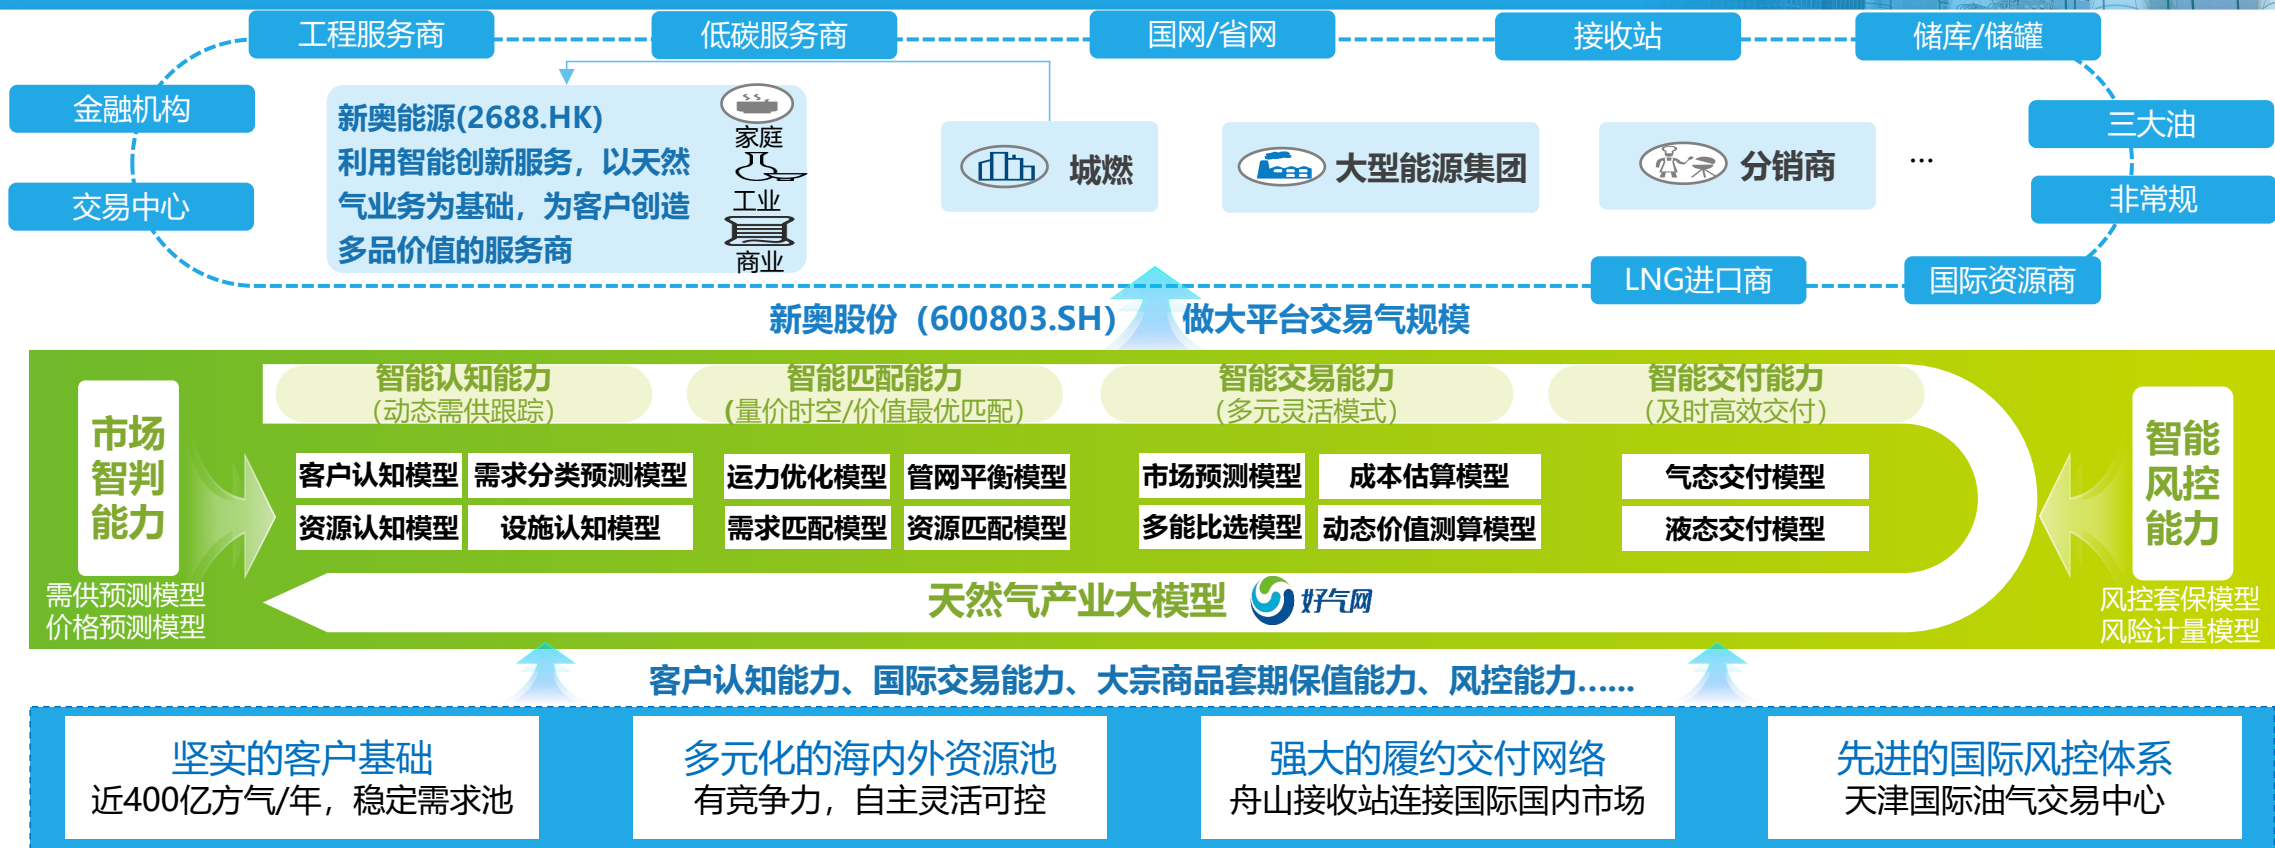 工程服务商
低碳服务商
国网/省网
接收站
储库/储罐
金融机构
交易中心
新奥能源(2688.HK)
利用智能创新服务，以天然
气业务为基础，为客户创造
多品价值的服务商
家庭
工业
商业
城燃
大型能源集团
分销商
...
三大油
非常规
LNG进口商
国际资源商
新奥股份（600803.SH）
做大平台交易气规模
市场
智判
能力
需供预测模型
价格预测模型
智能认知能力
（动态需供跟踪）
客户认知模型
需求分类预测模型
资源认知模型
设施认知模型
智能匹配能力
(量价时空/价值最优匹配）
运力优化模型
管网平衡模型
需求匹配模型
资源匹配模型
智能交易能力
（多元灵活模式）
市场预测模型
成本估算模型
多能比选模型
动态价值测算模型
智能交付能力
（及时高效交付）
气态交付模型
液态交付模型
智能
风控
能力
风控套保模型
风险计量模型
天然气产业大模型
好气网
客户认知能力、国际交易能力、大宗商品套期保值能力、风控能力......
坚实的客户基础
近400亿方气/年，稳定需求池
多元化的海内外资源池
有竞争力，自主灵活可控
强大的履约交付网络
舟山接收站连接国际国内市场
先进的国际风控体系
天津国际油气交易中心